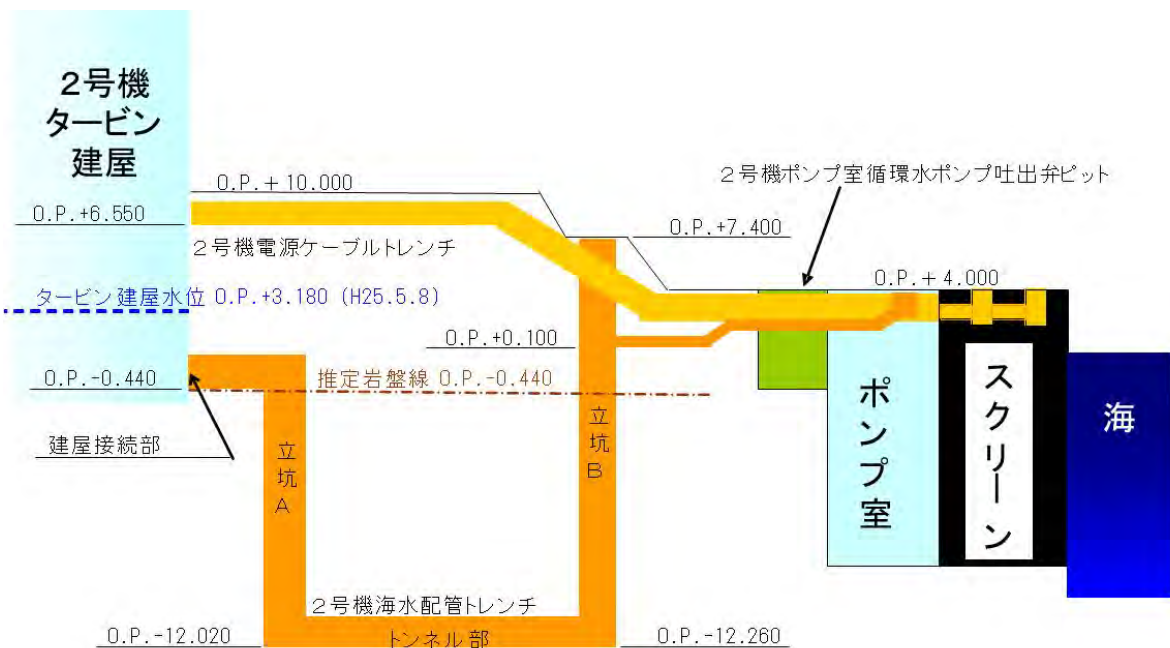 2号機
タービン
建屋
O.P.+10.000
2号機ポンプ室循環水ポンプ吐出弁ピット
O.P.+6.550
O.P.+7.400
2号機電源ケーブルトレンチ
O.P.+4.000
タービン建屋水位 O.P.+3.180 (H25.5.8)
O.P.+0.100
O.P.-0.440
推定岩盤線 O.P.-0.440
建屋接続部
立坑A
立坑B
ポンプ室
スクリーン
海
2号機海水配管トレンチ
O.P.-12.020
トンネル部
O.P.-12.260